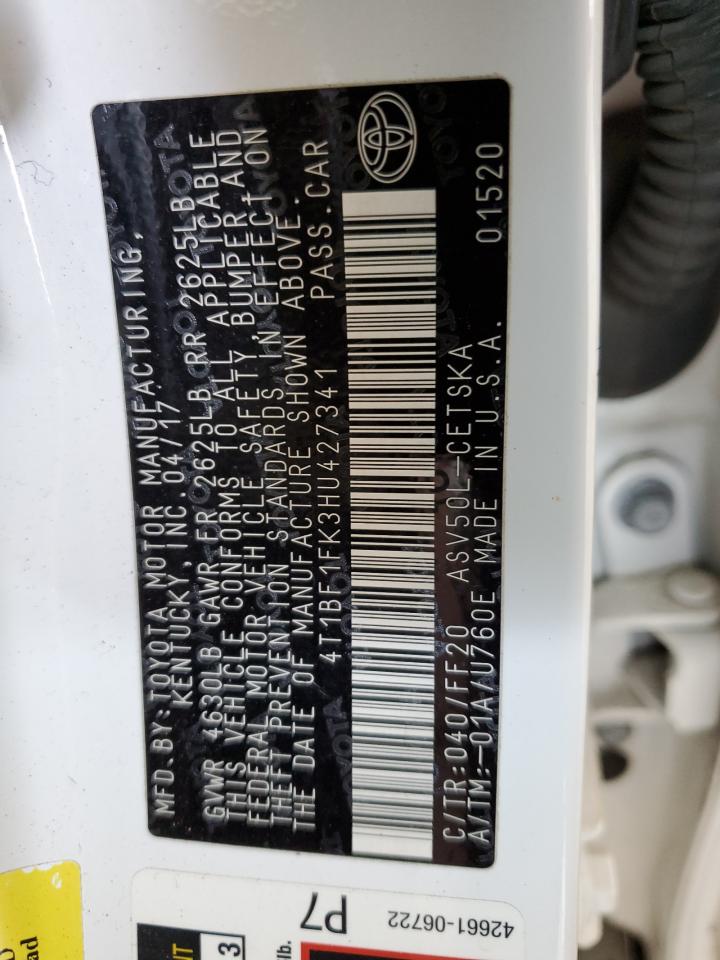 MFD.BY:TOYOTA MOTOR MANUFACTURING,
KENTUCKY,INC.04/17
GVWR 4630LB GAWR FR 2625LB RR 2625LB
THIS VEHICLE CONFORMS TO ALL APPLICABLE
FEDERAL MOTOR VEHICLE SAFETY,BUMPER,AND
THEFT PREVENTION STANDARDS IN EFFECT ON
THE DATE OF MANUFACTURE SHOWN ABOVE.
4T1BF1FK3HU427341 PASS.CAR
C/TR:040/FF20 ASV50L-CETSKA 01520
A/TM:-01A/U760E MADE IN U.S.A.
P7
42661-06722
3
lb.